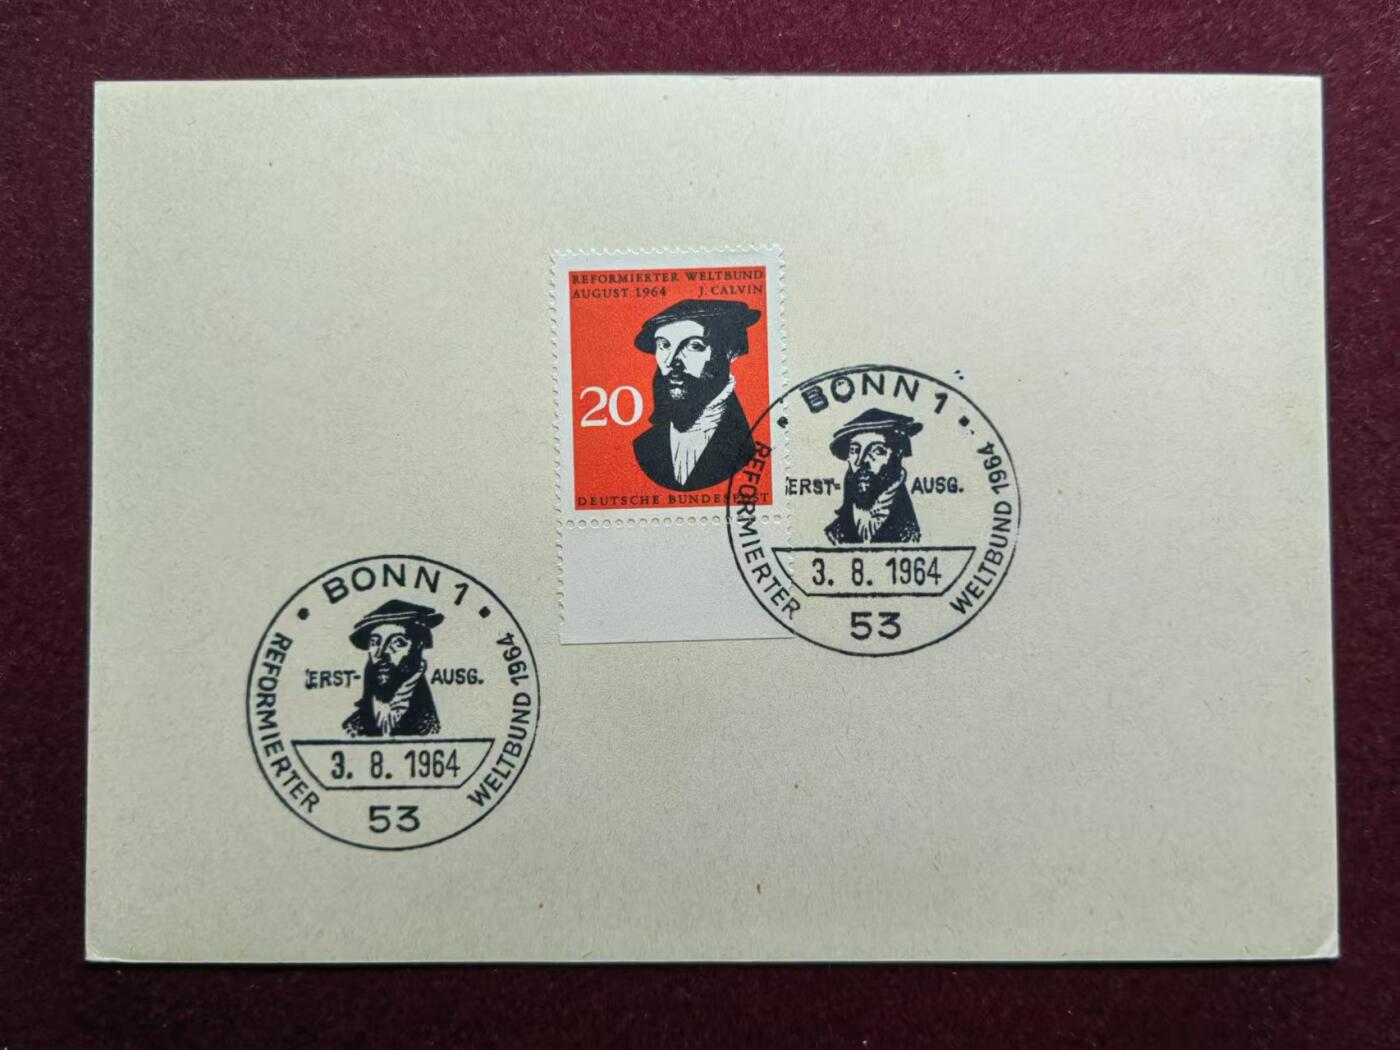 REFORMIERTER WELTBUND
AUGUST 1964 J. CALVIN
20
DEUTSCHE BUNDESPOST
BONN 1
ERST- AUSG.
3. 8. 1964
53
REFORMIERTER WELTBUND 1964
BONN 1
ERST- AUSG.
3. 8. 1964
53
REFORMIERTER WELTBUND 1964